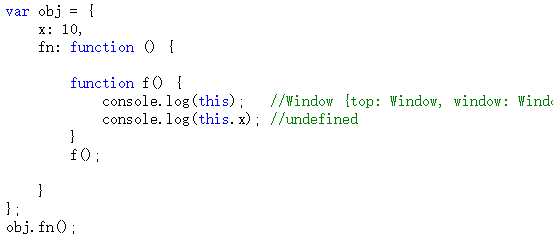 var obj = {
    x: 10,
    fn: function () {
        function f() {
            console.log(this);   //Window {top: Window, window: Windo
            console.log(this.x); //undefined
        }
        f();
    }
};
obj.fn();